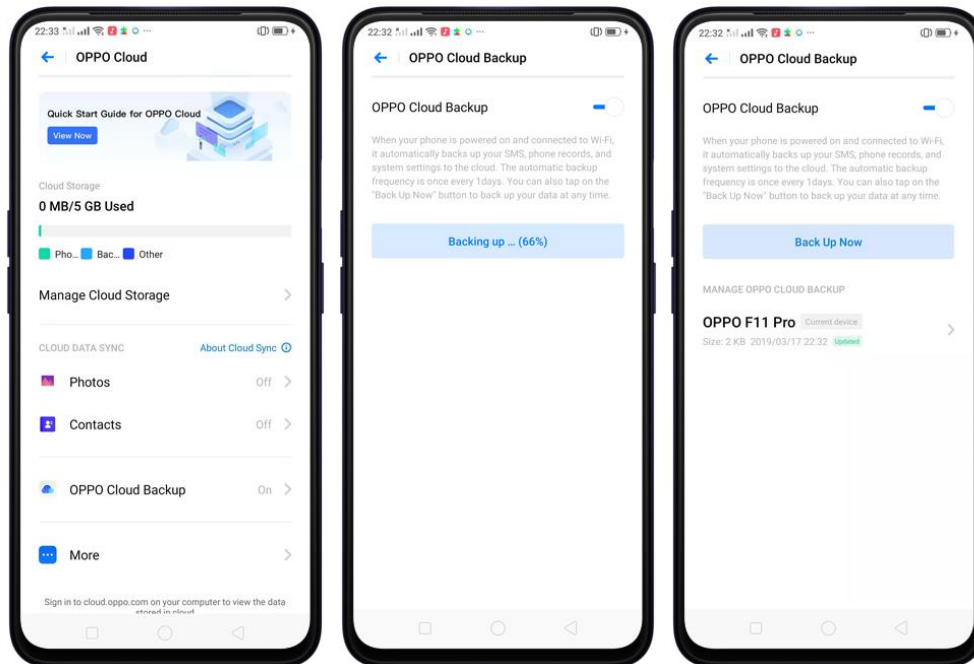 22:33
OPPO Cloud
Quick Start Guide for OPPO Cloud
View Now
Cloud Storage
0 MB/5 GB Used
Pho... Bac... Other
Manage Cloud Storage
CLOUD DATA SYNC About Cloud Sync
Photos Off
Contacts Off
OPPO Cloud Backup On
More
Sign in to cloud.oppo.com on your computer to view the data
stored in cloud
22:32
OPPO Cloud Backup
OPPO Cloud Backup
When your phone is powered on and connected to Wi-Fi,
it automatically backs up your SMS, phone records, and
system settings to the cloud. The automatic backup
frequency is once every 1days. You can also tap on the
"Back Up Now" button to back up your data at any time.
Backing up ... (66%)
22:32
OPPO Cloud Backup
OPPO Cloud Backup
When your phone is powered on and connected to Wi-Fi,
it automatically backs up your SMS, phone records, and
system settings to the cloud. The automatic backup
frequency is once every 1days. You can also tap on the
"Back Up Now" button to back up your data at any time.
Back Up Now
MANAGE OPPO CLOUD BACKUP
OPPO F11 Pro Current device
Size: 2 KB 2019/03/17 22:32 Updated